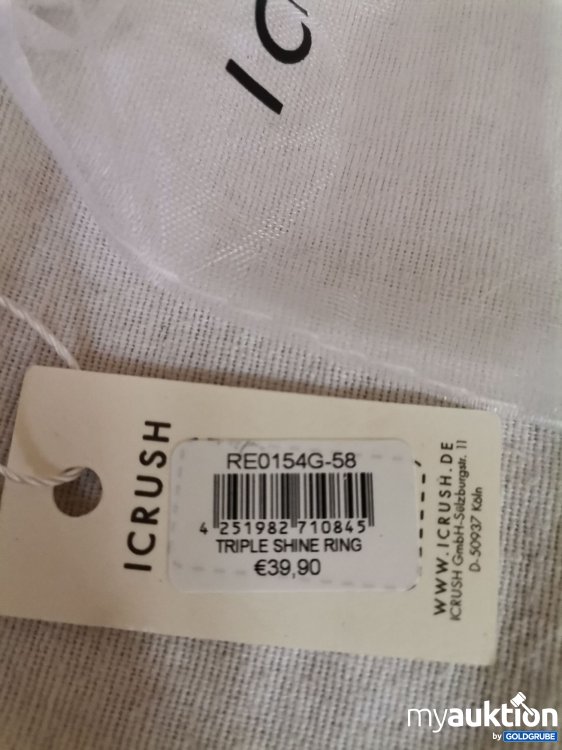 IC
ICRUSH
RE0154G-58
4 251982 710845
TRIPLE SHINE RING
€39,90
WWW.ICRUSH.DE
ICRUSH GmbH-Sülzburgstr. 11
D-50937 Köln
myauktion
by GOLDGRUBE